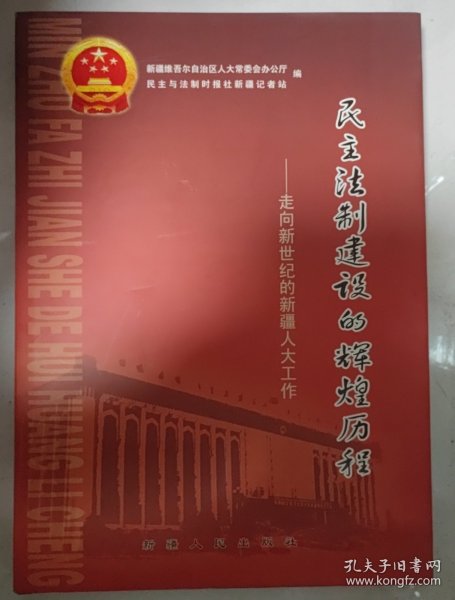 新疆维吾尔自治区人大常委会办公厅
民主与法制时报社新疆记者站
编
民主法制建设的辉煌历程
——走向新世纪的新疆人大工作
MIN ZHU FA ZHI JIAN SHE DE HUI HUANG LI CHENG
新疆人民出版社
孔夫子旧书网
www.kongfz.com